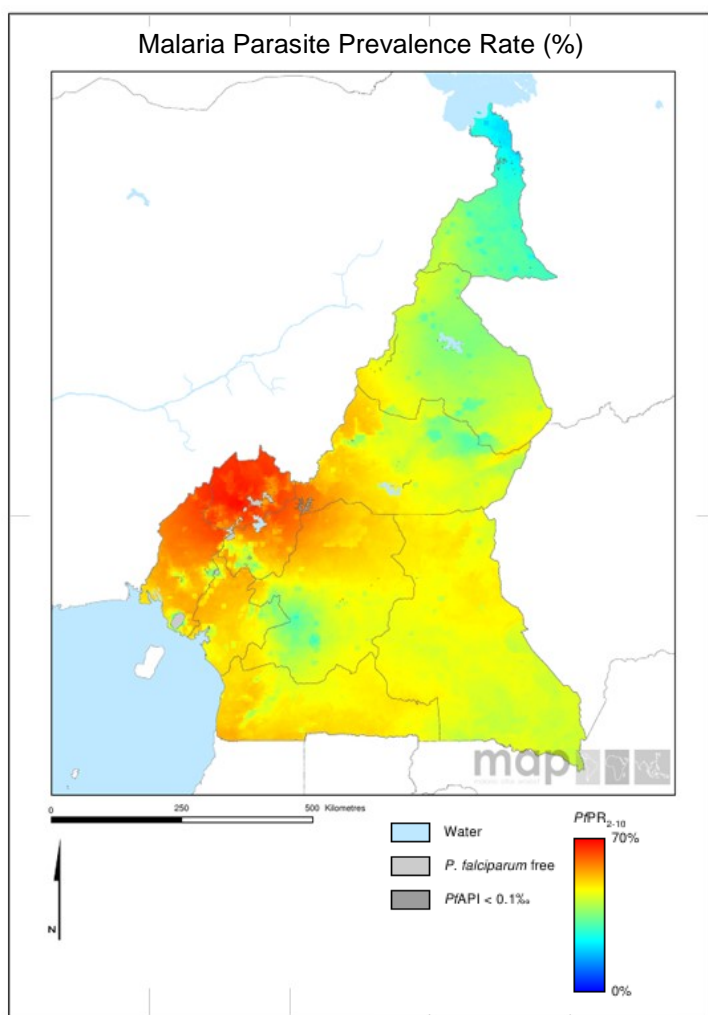 Malaria Parasite Prevalence Rate (%)
map
0 250 500 Kilometres
Water
P. falciparum free
PfAPI < 0.1‰
N
PfPR2-10
70%
0%